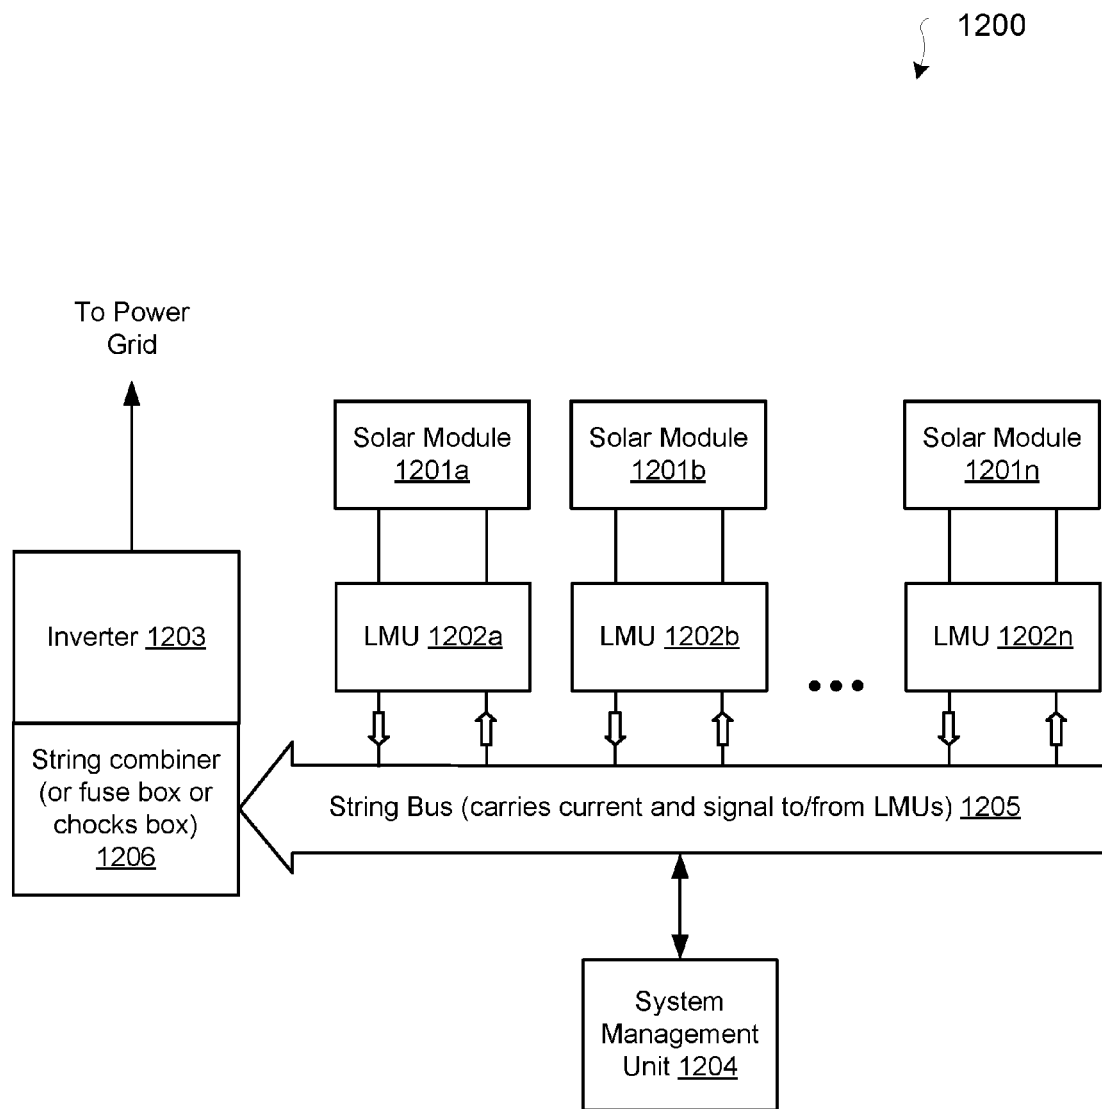 1200
To Power
Grid
Solar Module
1201a
Solar Module
1201b
Solar Module
1201n
Inverter 1203
LMU 1202a
LMU 1202b
LMU 1202n
String combiner
(or fuse box or
chocks box)
1206
String Bus (carries current and signal to/from LMUs) 1205
System
Management
Unit 1204